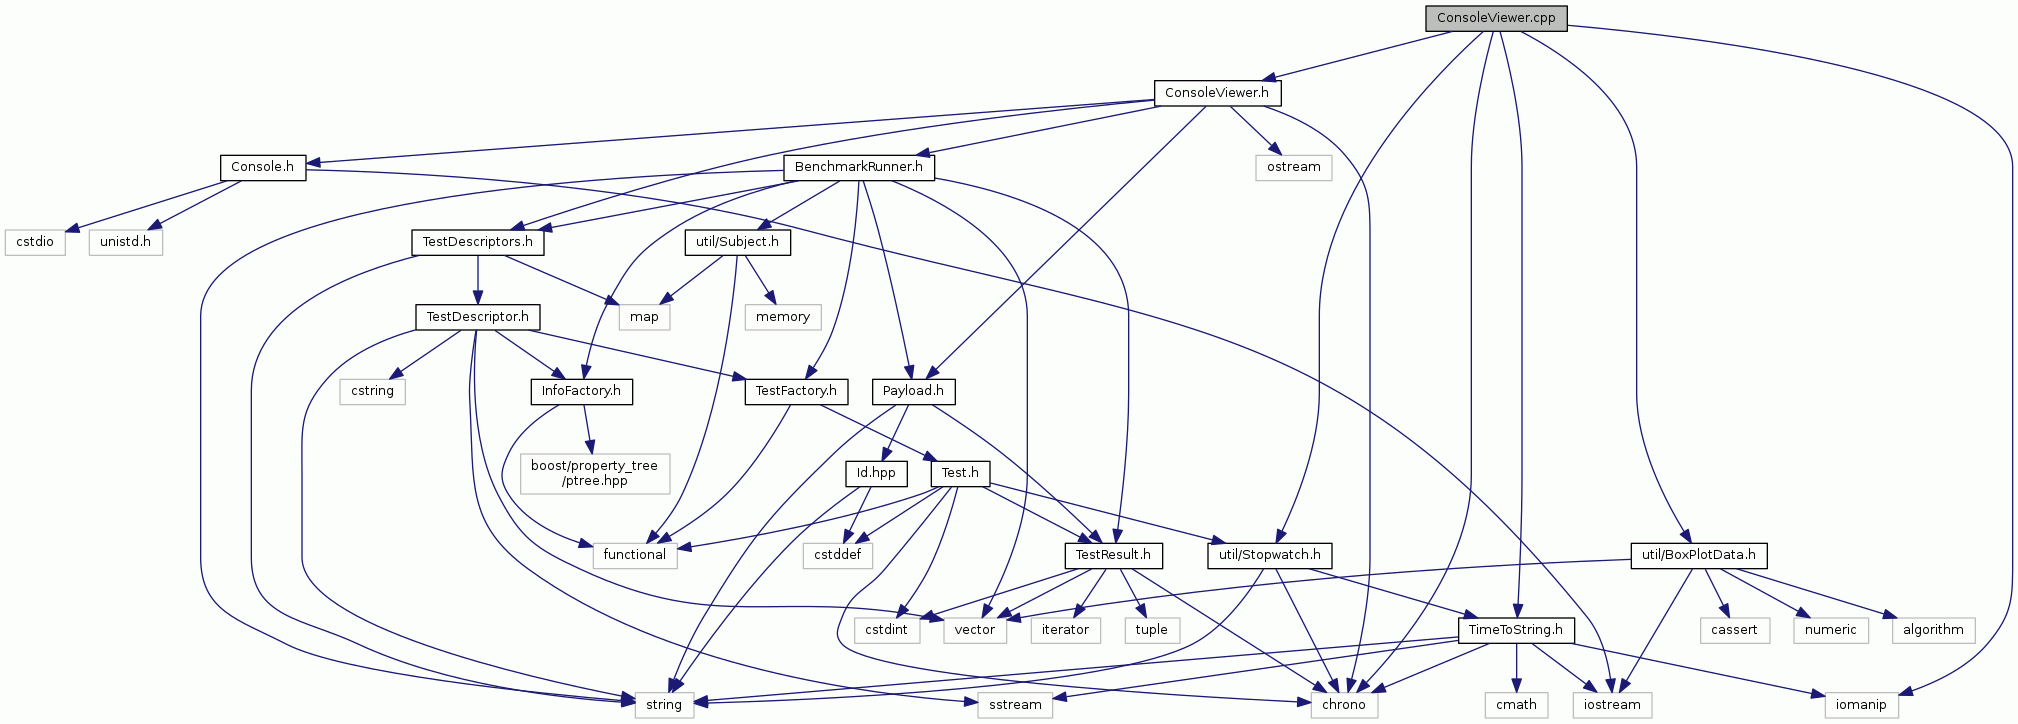 ConsoleViewer.cpp
ConsoleViewer.h
Console.h
BenchmarkRunner.h
ostream
cstdio
unistd.h
TestDescriptors.h
util/Subject.h
TestDescriptor.h
map
memory
cstring
InfoFactory.h
TestFactory.h
Payload.h
boost/property_tree
/ptree.hpp
Id.hpp
Test.h
functional
cstddef
TestResult.h
util/Stopwatch.h
util/BoxPlotData.h
cstdint
vector
iterator
tuple
TimeToString.h
cassert
numeric
algorithm
string
sstream
chrono
cmath
iostream
iomanip